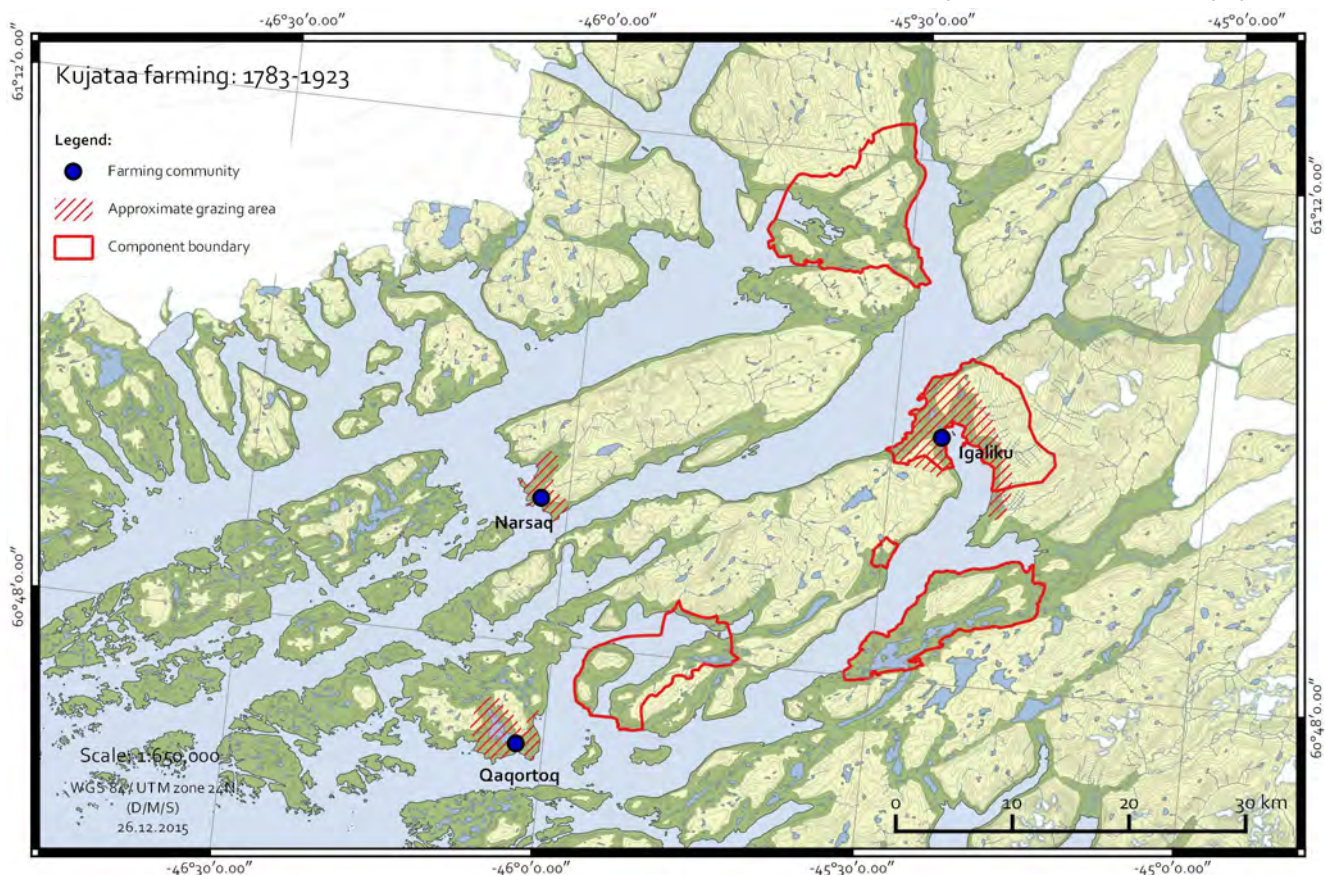 -46°30′0.00″
-46°0′0.00″
-45°30′0.00″
-45°0′0.00″
61°12′0.00″
Kujataa farming: 1783-1923
Legend:
Farming community
Approximate grazing area
Component boundary
61°12′0.00″
Igaliku
Narsaq
60°48′0.00″
60°48′0.00″
Scale: 1:650,000
Qaqortoq
WGS 84 / UTM zone 24N
(D/M/S)
26.12.2015
0 10 20 30 km
-46°30′0.00″
-46°0′0.00″
-45°30′0.00″
-45°0′0.00″